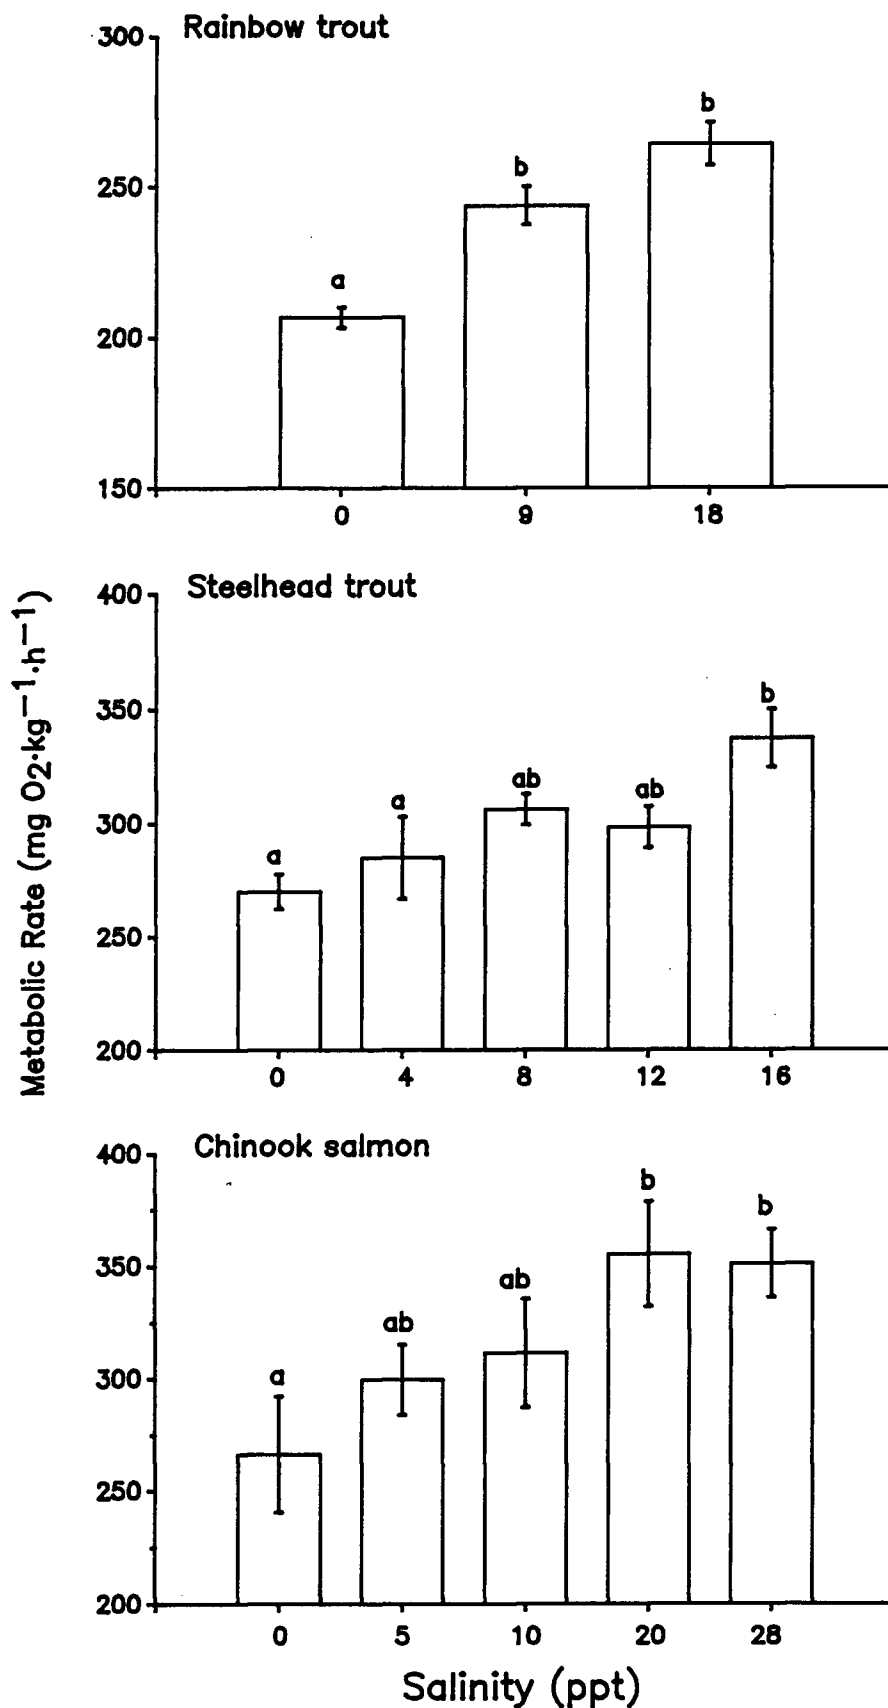 Rainbow trout
300
250
200
150
a
b
b
0 9 18
Metabolic Rate (mg O2·kg−1·h−1)
Steelhead trout
400
350
300
250
200
a
a
ab
ab
b
0 4 8 12 16
Chinook salmon
400
350
300
250
200
a
ab
ab
b
b
0 5 10 20 28
Salinity (ppt)